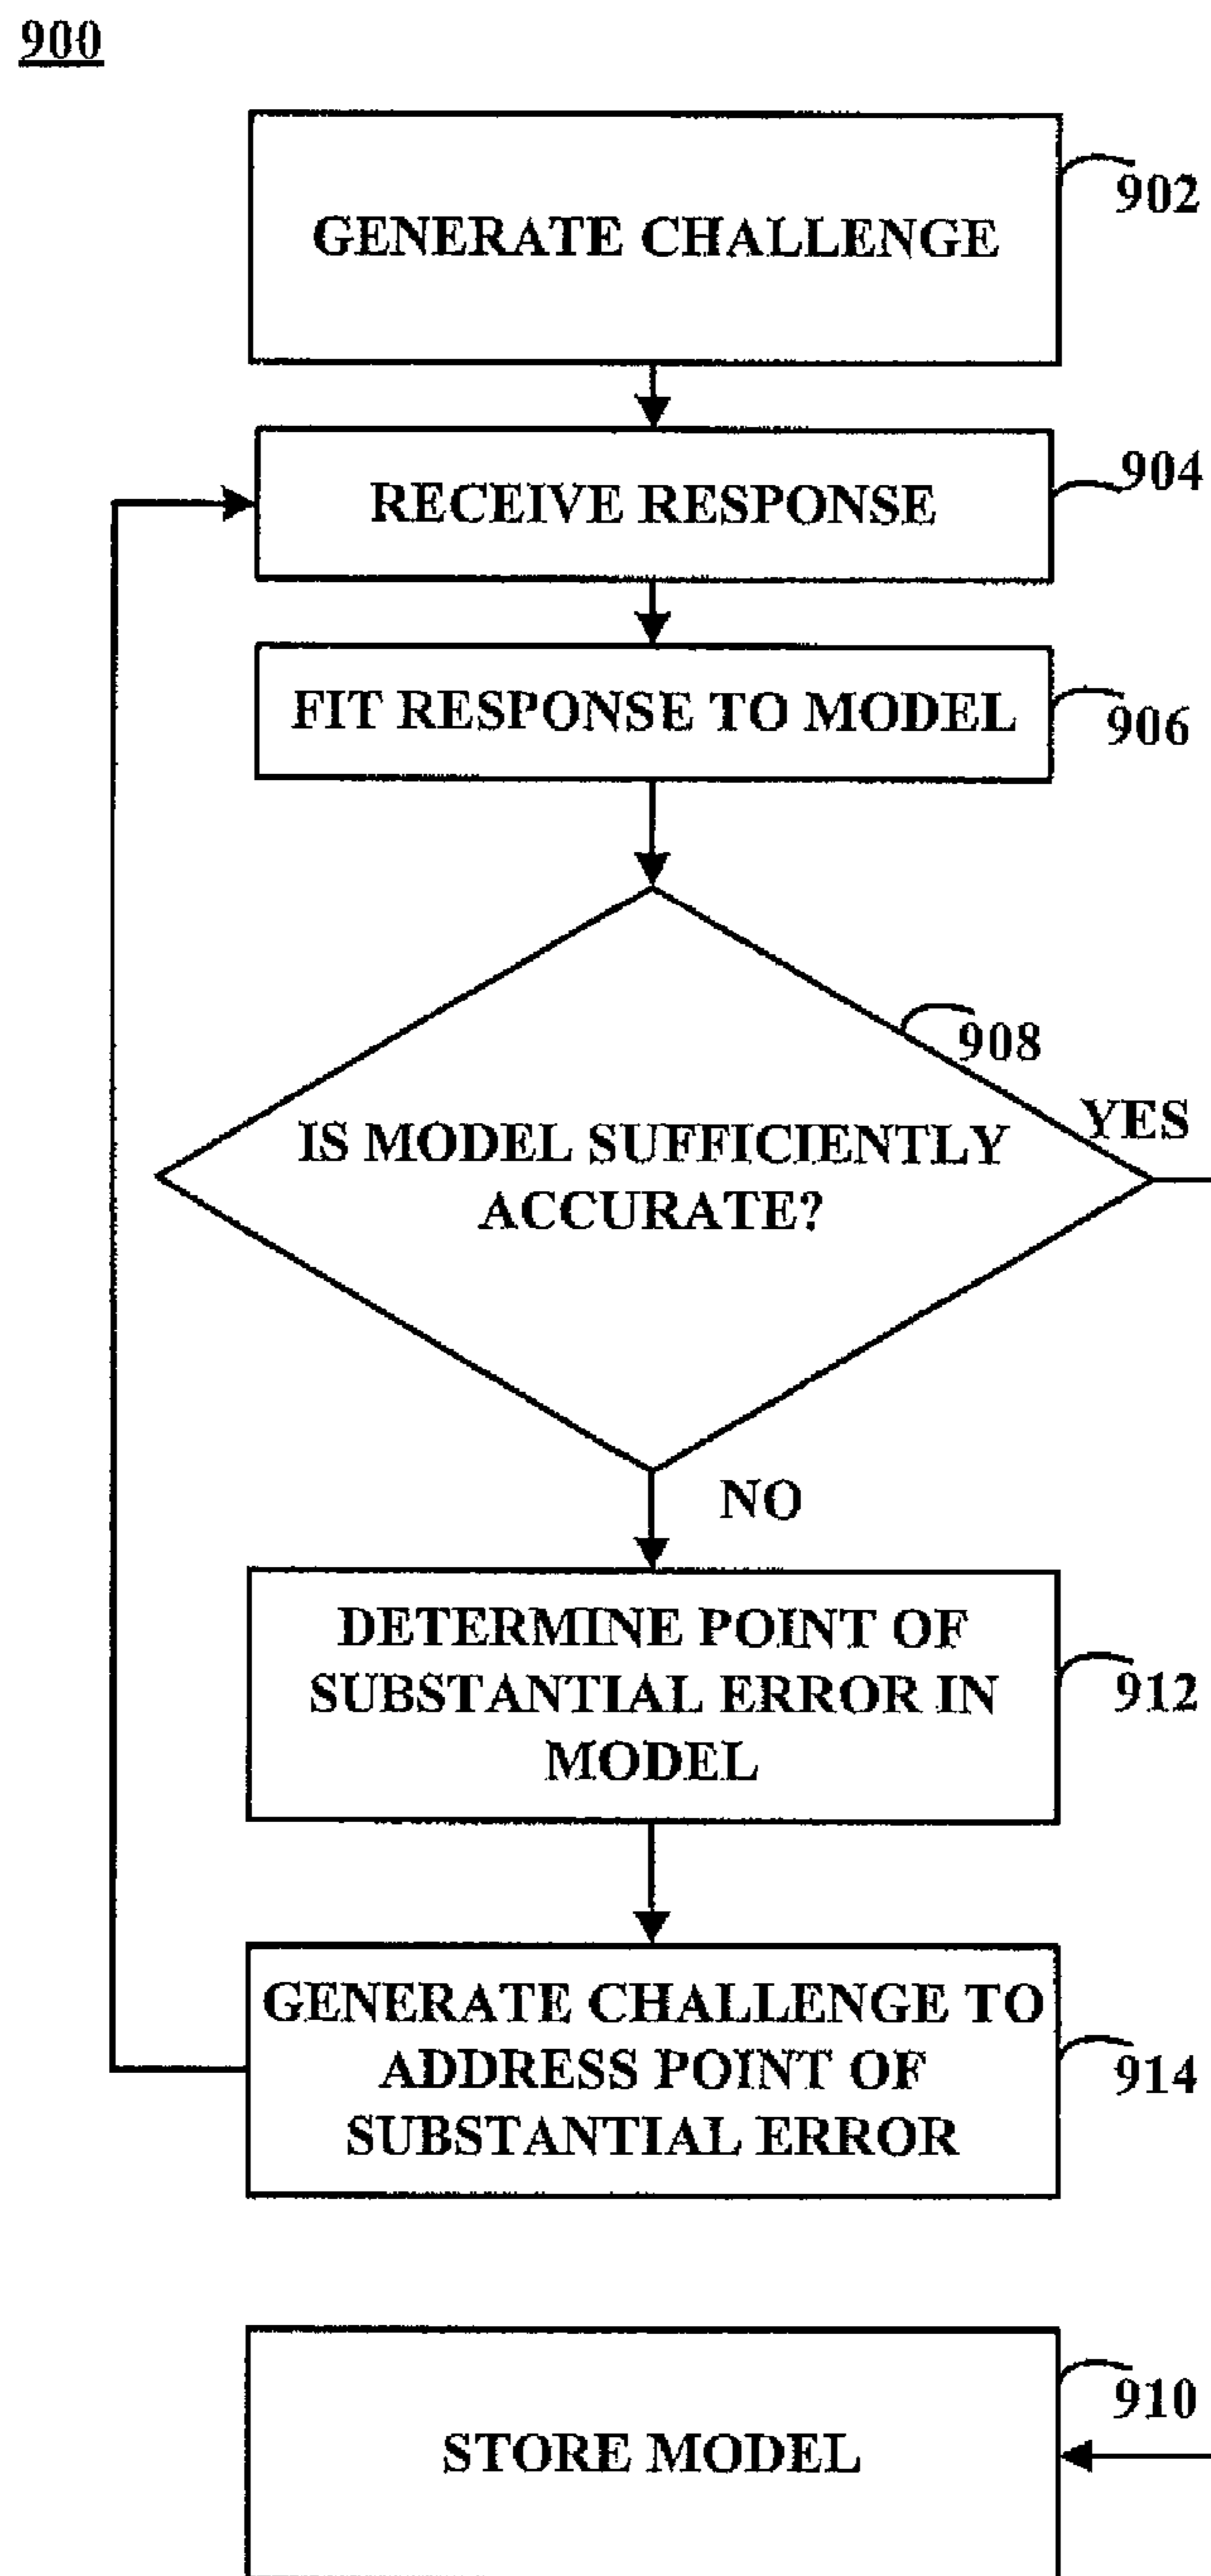 900
GENERATE CHALLENGE
902
RECEIVE RESPONSE
904
FIT RESPONSE TO MODEL
906
908
IS MODEL SUFFICIENTLY
ACCURATE?
YES
NO
DETERMINE POINT OF
SUBSTANTIAL ERROR IN
MODEL
912
GENERATE CHALLENGE TO
ADDRESS POINT OF
SUBSTANTIAL ERROR
914
STORE MODEL
910